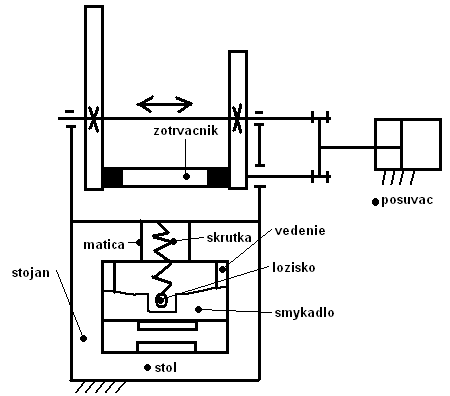 zotrvacnik
posuvac
vedenie
skrutka
matica
lozisko
stojan
smykadlo
stol